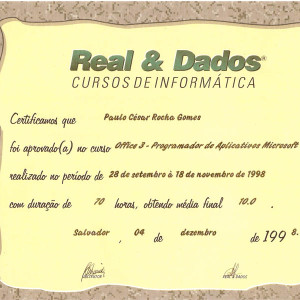 Real & Dados®
CURSOS DE INFORMÁTICA
Certificamos que Paulo César Rocha Gomes
foi aprovado(a) no curso Office 3 - Programador de Aplicativos Microsoft
realizado no período de 28 de setembro à 18 de novembro de 1998
com duração de 70 horas, obtendo média final 10.0 .
Salvador , 04 de dezembro de 199 8.